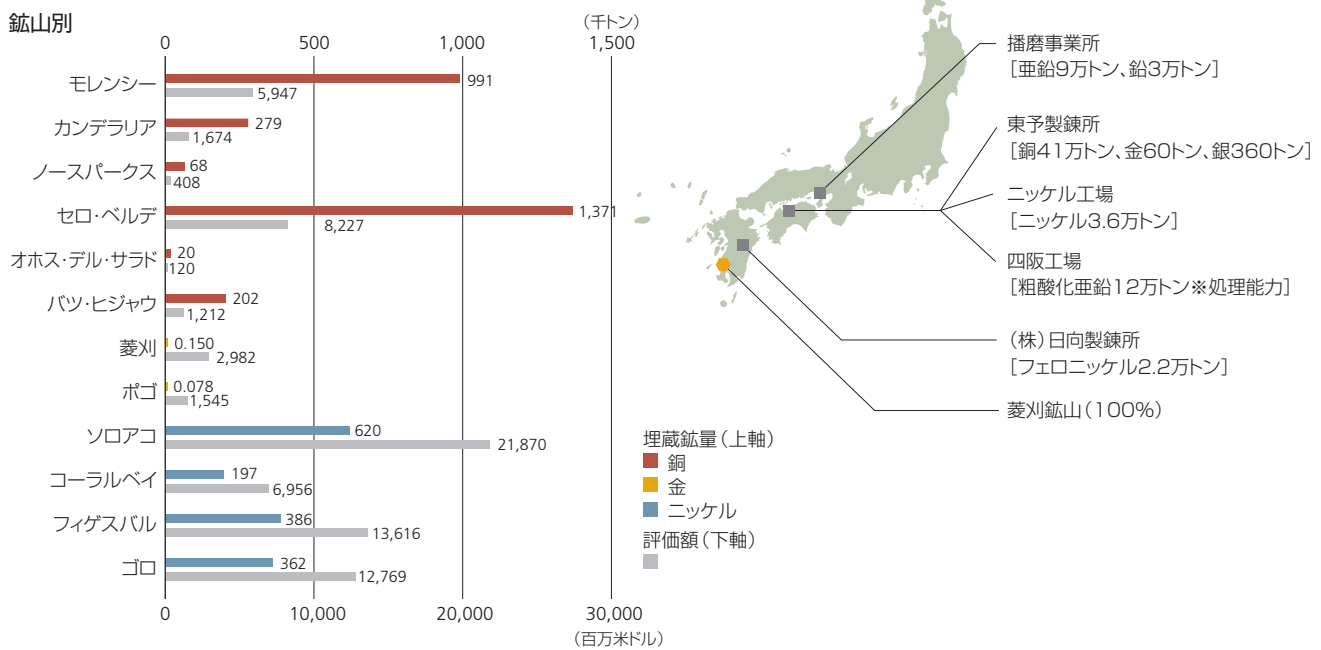 鉱山別
(千トン)
0 500 1,000 1,500
モレンシー 991
5,947
カンデラリア 279
1,674
ノースパークス 68
408
セロ・ベルデ 1,371
8,227
オホス・デル・サラド 20
120
バツ・ヒジャウ 202
1,212
菱刈 0.150
2,982
ポゴ 0.078
1,545
ソロアコ 620
21,870
コーラルベイ 197
6,956
フィゲスバル 386
13,616
ゴロ 362
12,769
0 10,000 20,000 30,000
(百万米ドル)
埋蔵鉱量(上軸)
銅
金
ニッケル
評価額(下軸)
播磨事業所
[亜鉛9万トン、鉛3万トン]
東予製錬所
[銅41万トン、金60トン、銀360トン]
ニッケル工場
[ニッケル3.6万トン]
四阪工場
[粗酸化亜鉛12万トン※処理能力]
(株)日向製錬所
[フェロニッケル2.2万トン]
菱刈鉱山(100%)